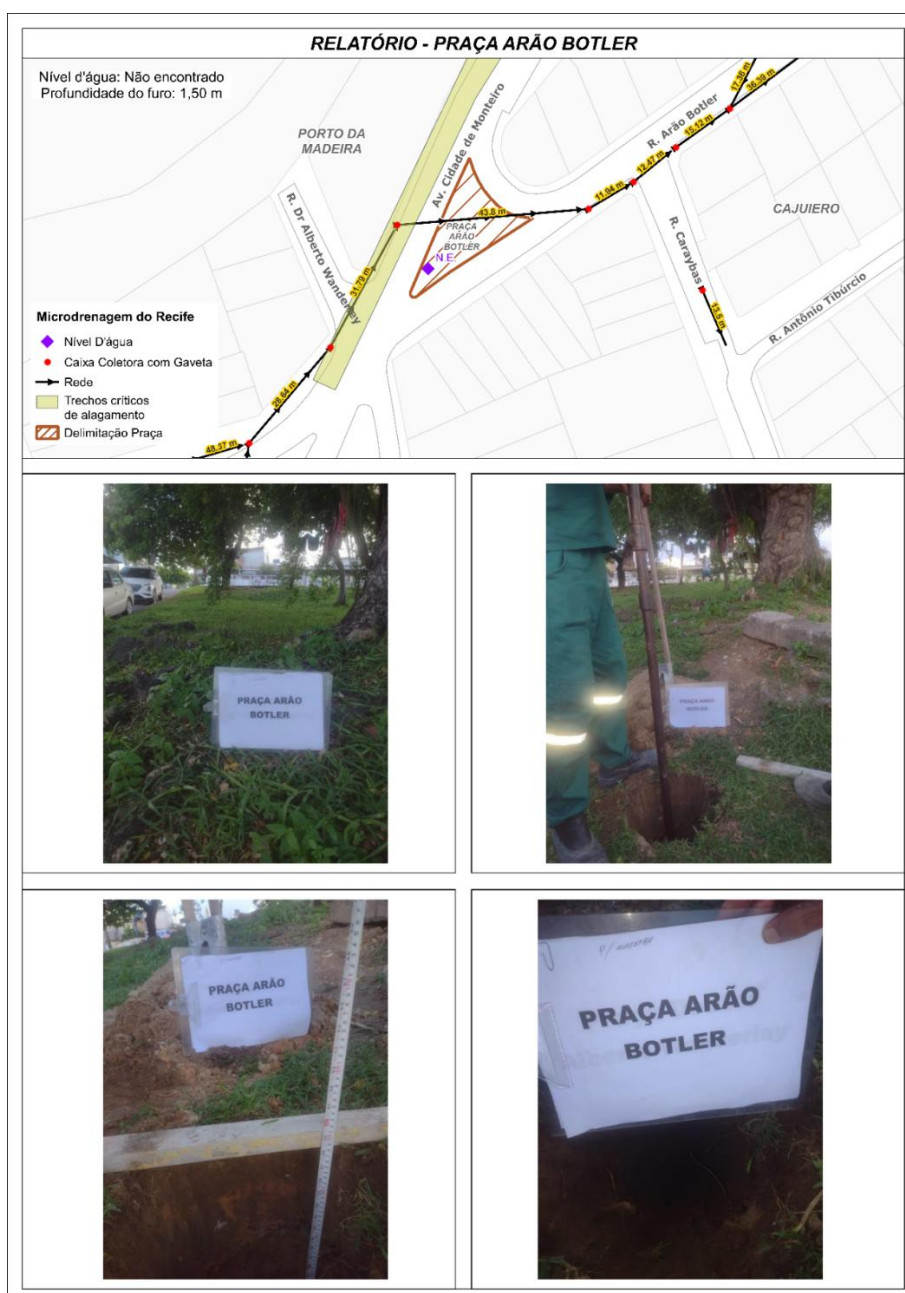 RELATÓRIO - PRAÇA ARÃO BOTLER
Nível d'água: Não encontrado
Profundidade do furo: 1,50 m
PORTO DA
MADEIRA
Av. Cidade de Monteiro
R. Arão Botler
17.36 m
36.39 m
15.12 m
12.47 m
11.94 m
43.8 m
CAJUIERO
R. Dr Alberto Wanderley
PRAÇA
ARÃO
BOTLER
N.E.
R. Caraybas
31.79 m
13.5 m
R. Antônio Tibúrcio
28.64 m
48.37 m
Microdrenagem do Recife
Nível D'água
Caixa Coletora com Gaveta
Rede
Trechos críticos
de alagamento
Delimitação Praça
PRAÇA ARÃO
BOTLER
PRAÇA ARÃO
BOTLER
PRAÇA ARÃO
BOTLER
PRAÇA ARÃO
BOTLER